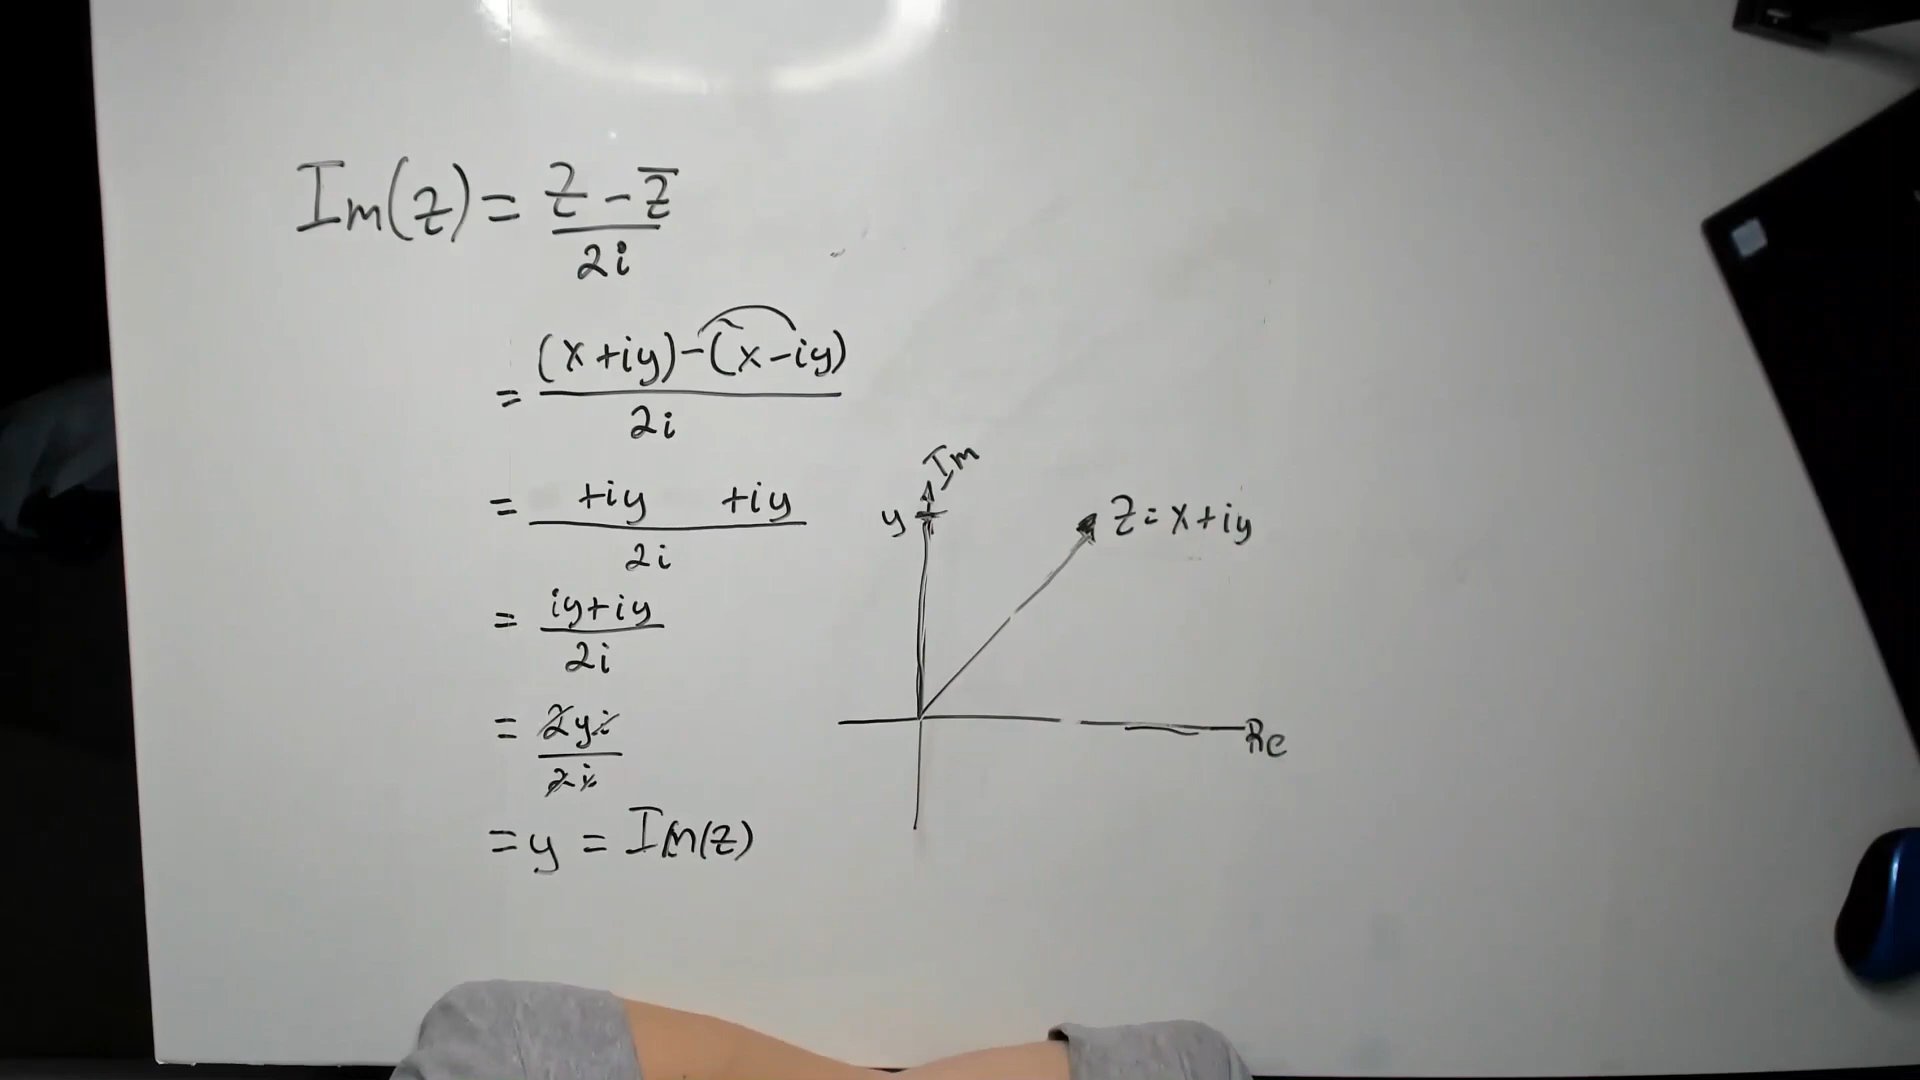 Im(z) = z - z̅ / 2i
= (x+iy)-(x-iy) / 2i
= +iy +iy / 2i
= iy+iy / 2i
= 2yi / 2i
= y = Im(z)
Im
y
z = x+iy
Re